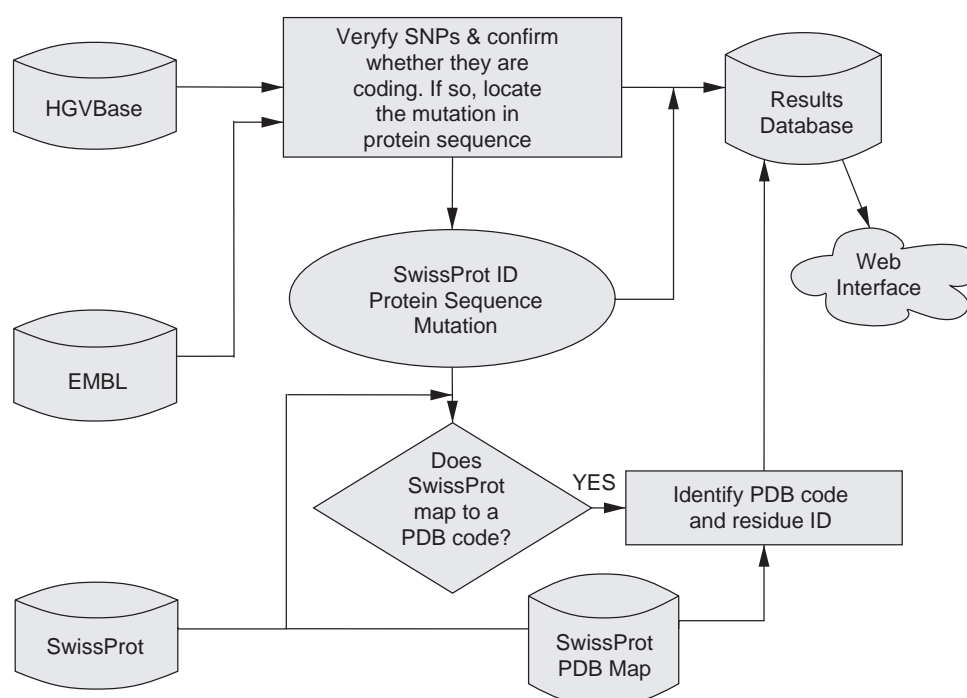 Veryfy SNPs & confirm
whether they are
coding. If so, locate
the mutation in
protein sequence
HGVBase
Results
Database
SwissProt ID
Protein Sequence
Mutation
Web
Interface
EMBL
Does
SwissProt
map to a
PDB code?
YES
Identify PDB code
and residue ID
SwissProt
SwissProt
PDB Map